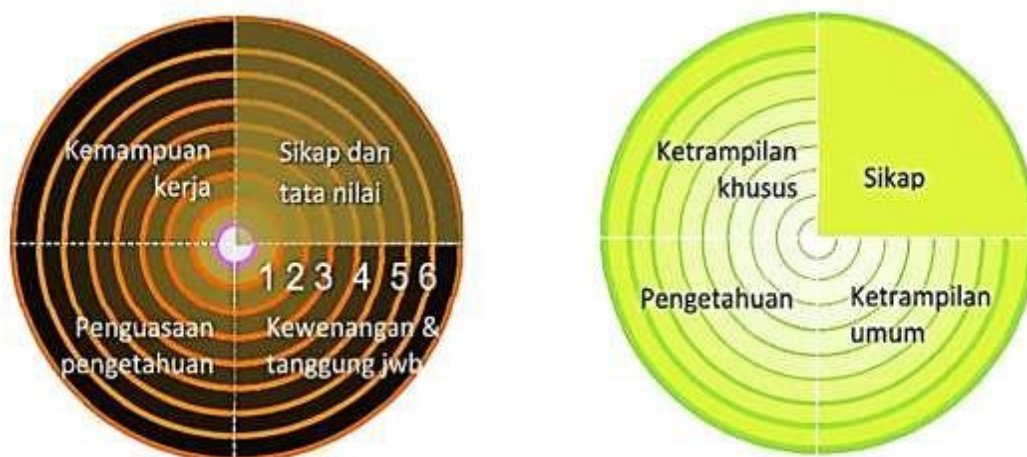 Kemampuan
kerja
Sikap dan
tata nilai
1 2 3 4 5 6
Penguasaan
pengetahuan
Kewenangan &
tanggung jwb
Ketrampilan
khusus
Sikap
Pengetahuan
Ketrampilan
umum